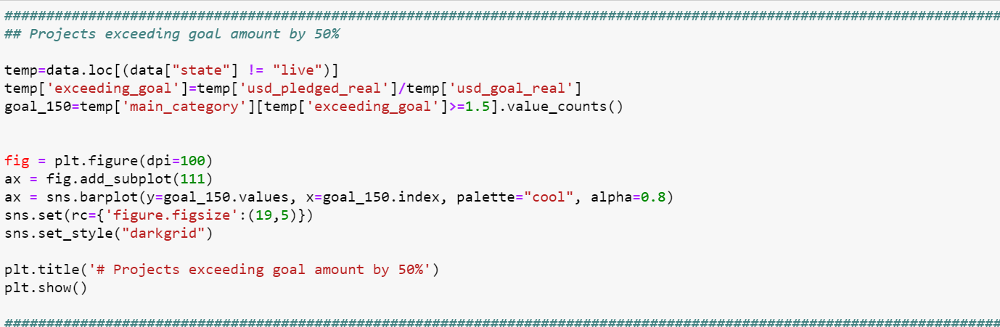 ########################################################################################################################
## Projects exceeding goal amount by 50%
temp=data.loc[(data["state"] != "live")]
temp['exceeding_goal']=temp['usd_pledged_real']/temp['usd_goal_real']
goal_150=temp['main_category'][temp['exceeding_goal']>=1.5].value_counts()
fig = plt.figure(dpi=100)
ax = fig.add_subplot(111)
ax = sns.barplot(y=goal_150.values, x=goal_150.index, palette="cool", alpha=0.8)
sns.set(rc={'figure.figsize':(19,5)})
sns.set_style("darkgrid")
plt.title('# Projects exceeding goal amount by 50%')
plt.show()
########################################################################################################################